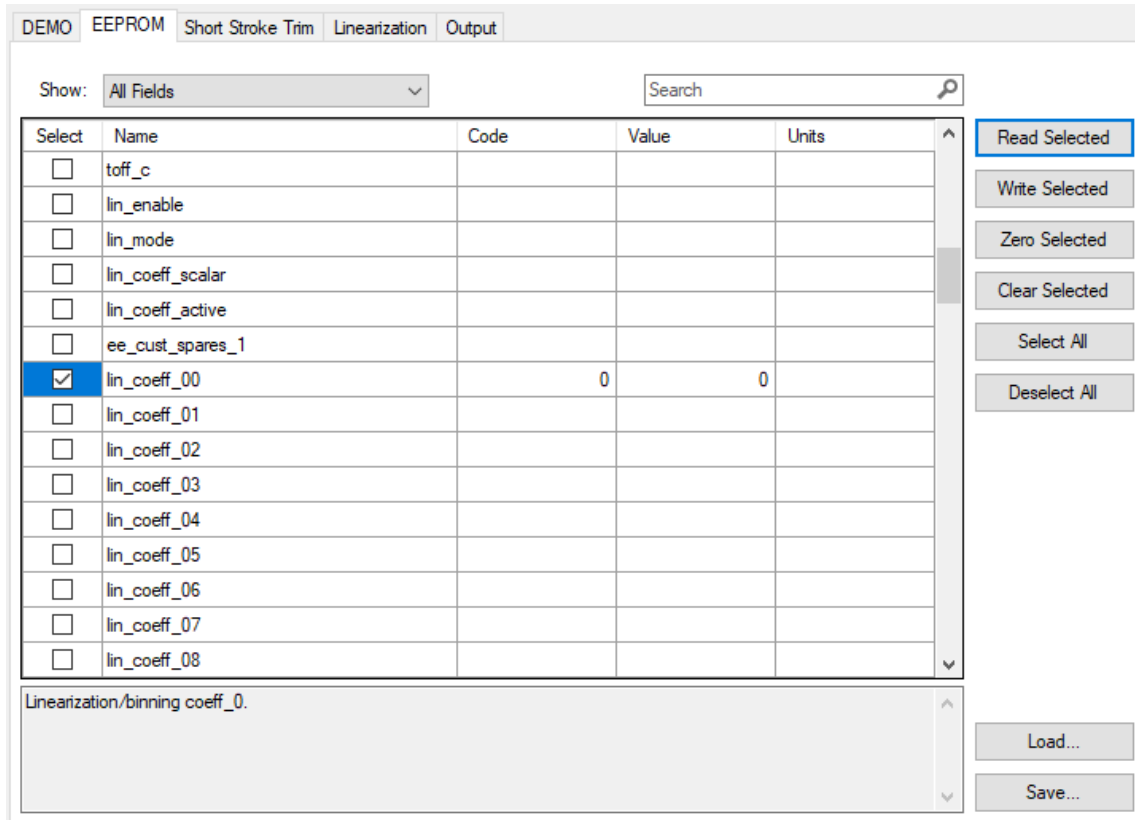 DEMO EEPROM Short Stroke Trim Linearization Output
Show: All Fields Search
Select Name Code Value Units
toff_c
lin_enable
lin_mode
lin_coeff_scalar
lin_coeff_active
ee_cust_spares_1
lin_coeff_00 0 0
lin_coeff_01
lin_coeff_02
lin_coeff_03
lin_coeff_04
lin_coeff_05
lin_coeff_06
lin_coeff_07
lin_coeff_08
Read Selected
Write Selected
Zero Selected
Clear Selected
Select All
Deselect All
Linearization/binning coeff_0.
Load...
Save...